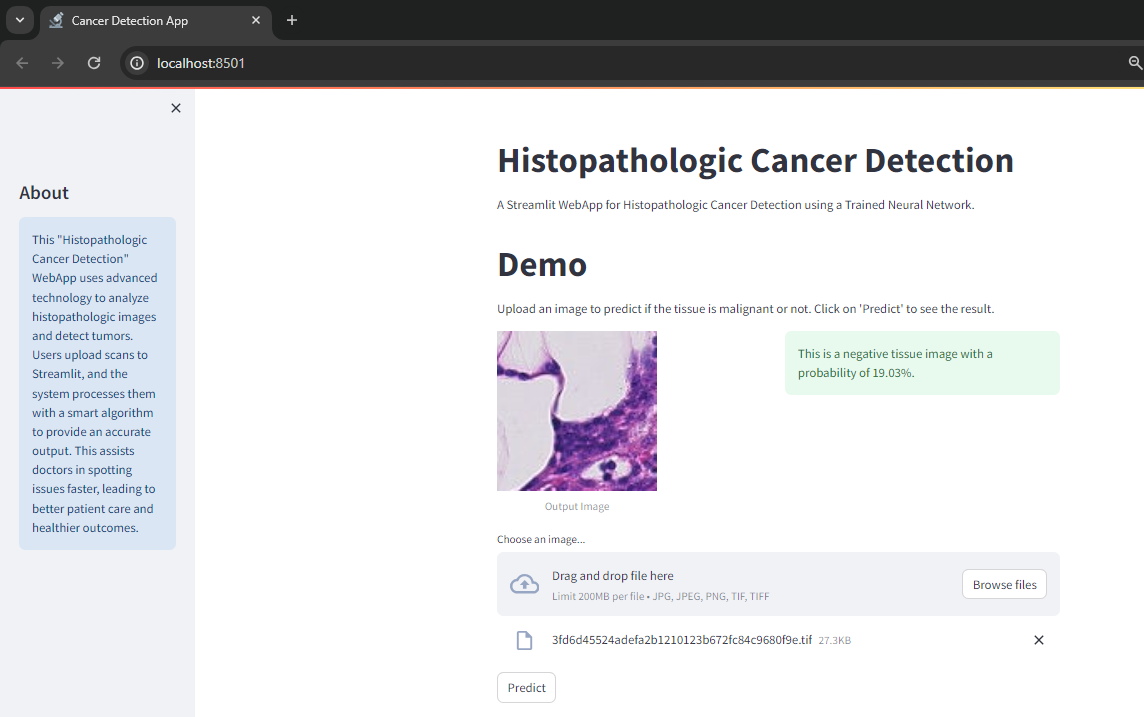 Cancer Detection App
localhost:8501
About
This "Histopathologic
Cancer Detection"
WebApp uses advanced
technology to analyze
histopathologic images
and detect tumors.
Users upload scans to
Streamlit, and the
system processes them
with a smart algorithm
to provide an accurate
output. This assists
doctors in spotting
issues faster, leading to
better patient care and
healthier outcomes.
Histopathologic Cancer Detection
A Streamlit WebApp for Histopathologic Cancer Detection using a Trained Neural Network.
Demo
Upload an image to predict if the tissue is malignant or not. Click on 'Predict' to see the result.
This is a negative tissue image with a
probability of 19.03%.
Output Image
Choose an image...
Drag and drop file here
Limit 200MB per file • JPG, JPEG, PNG, TIF, TIFF
Browse files
3fd6d45524adefa2b1210123b672fc84c9680f9e.tif 27.3KB
Predict